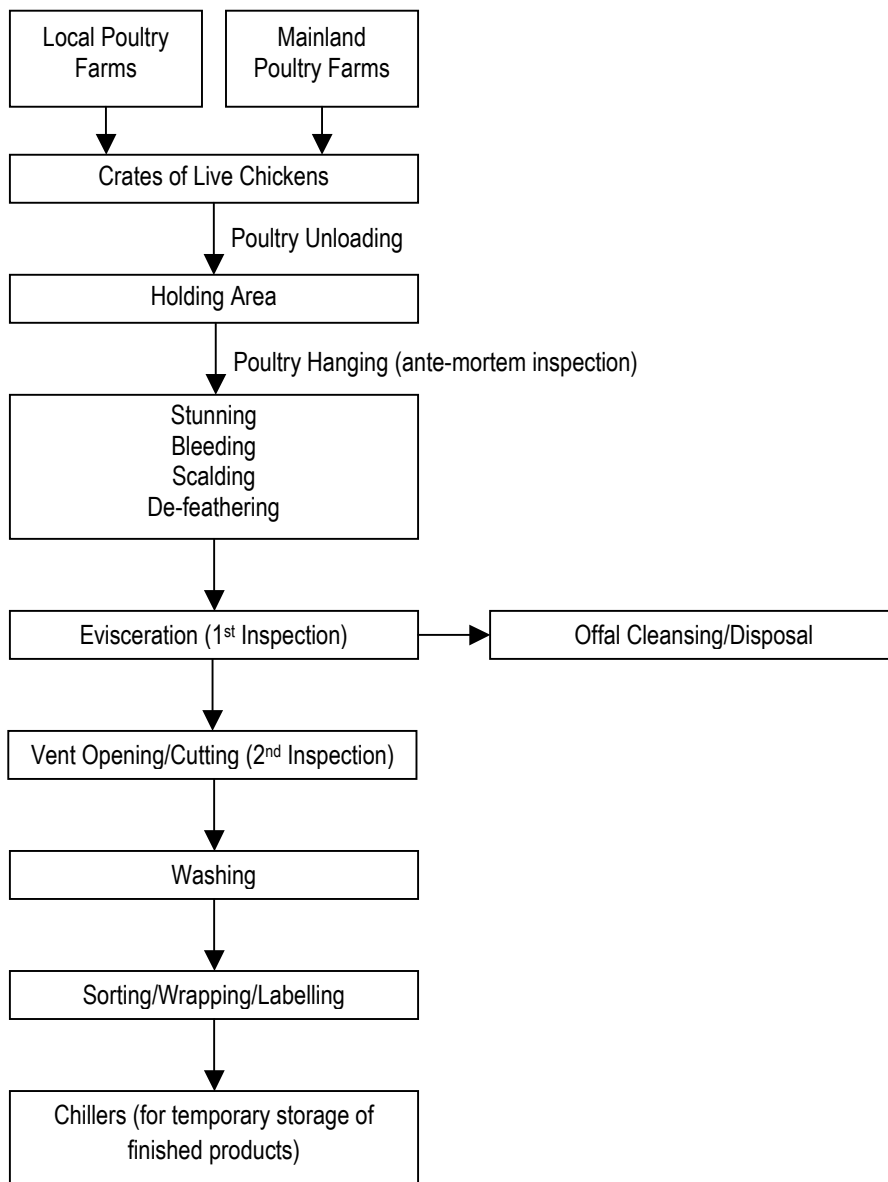 Local Poultry
Farms
Mainland
Poultry Farms
Crates of Live Chickens
Poultry Unloading
Holding Area
Poultry Hanging (ante-mortem inspection)
Stunning
Bleeding
Scalding
De-feathering
Evisceration (1st Inspection)
Offal Cleansing/Disposal
Vent Opening/Cutting (2nd Inspection)
Washing
Sorting/Wrapping/Labelling
Chillers (for temporary storage of
finished products)